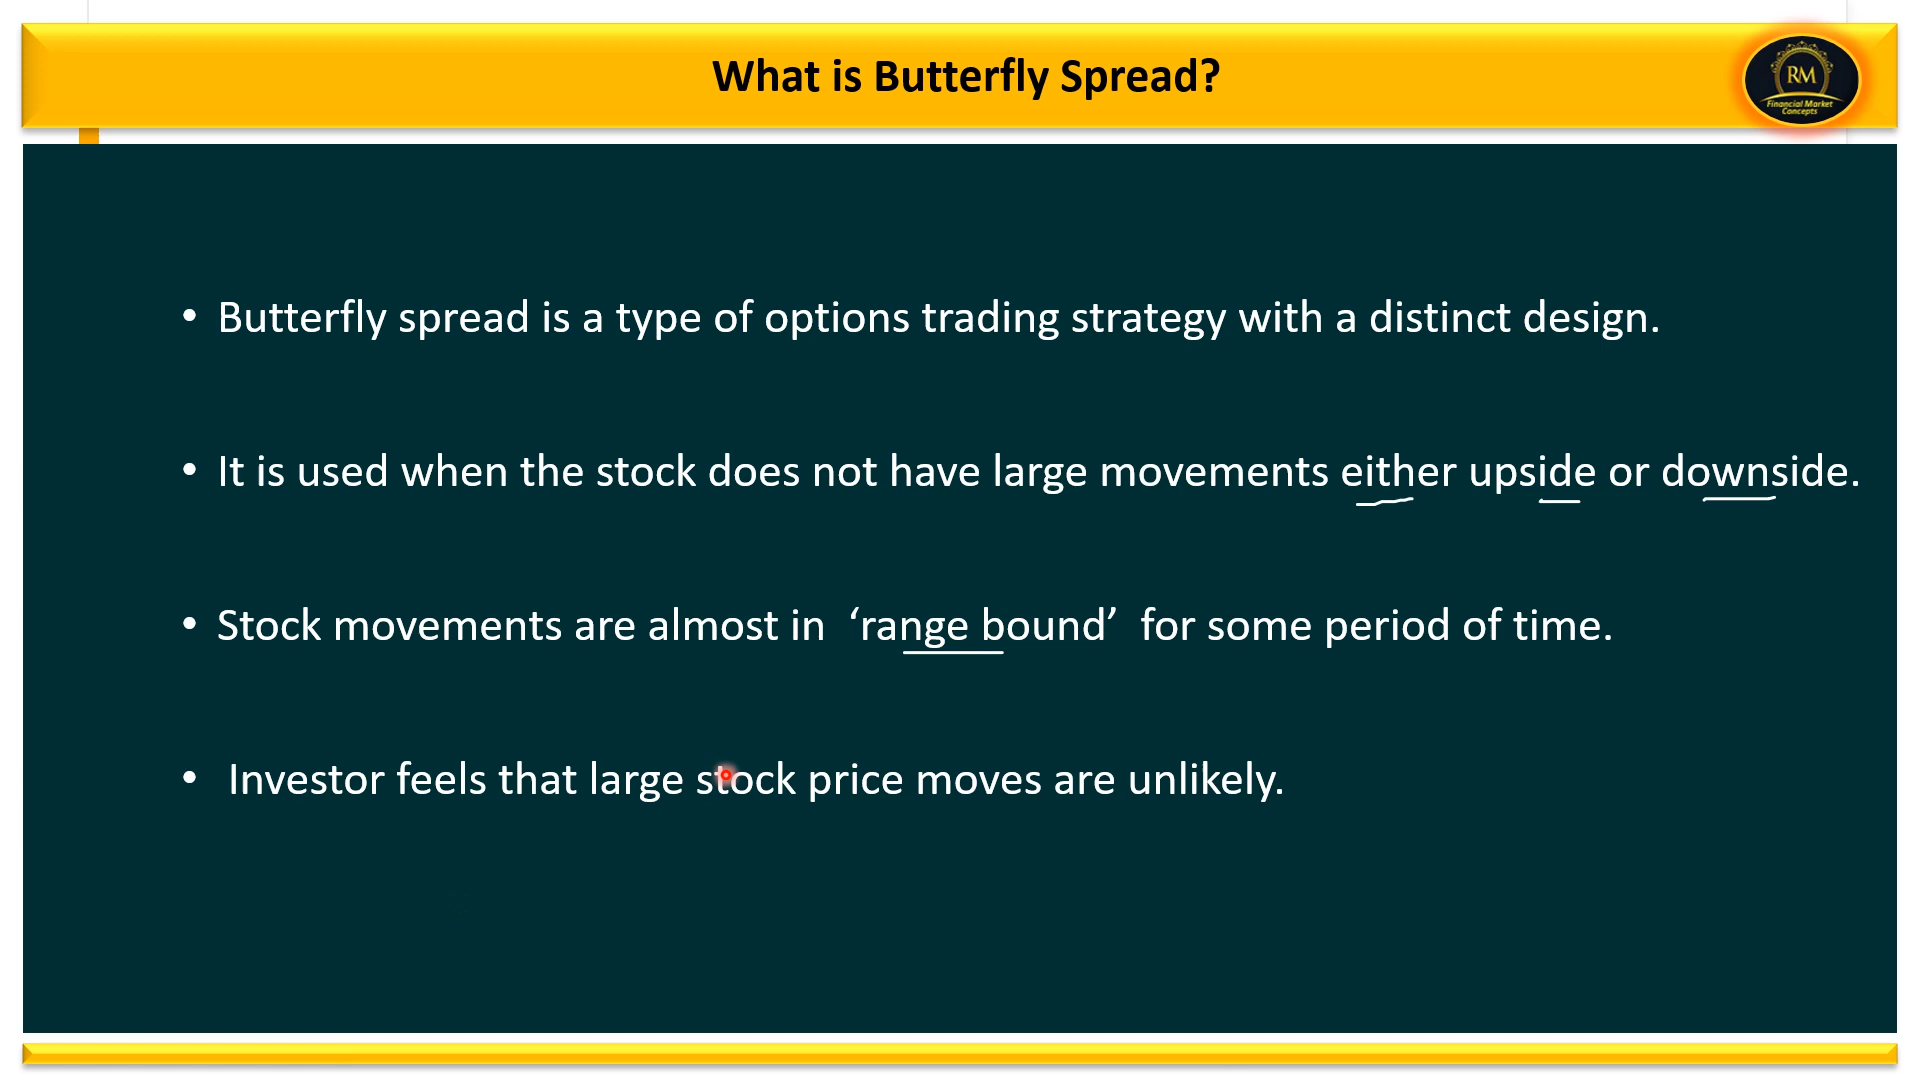 What is Butterfly Spread?
RM
Financial Market
Concepts
• Butterfly spread is a type of options trading strategy with a distinct design.
• It is used when the stock does not have large movements either upside or downside.
• Stock movements are almost in ‘range bound’ for some period of time.
• Investor feels that large stock price moves are unlikely.